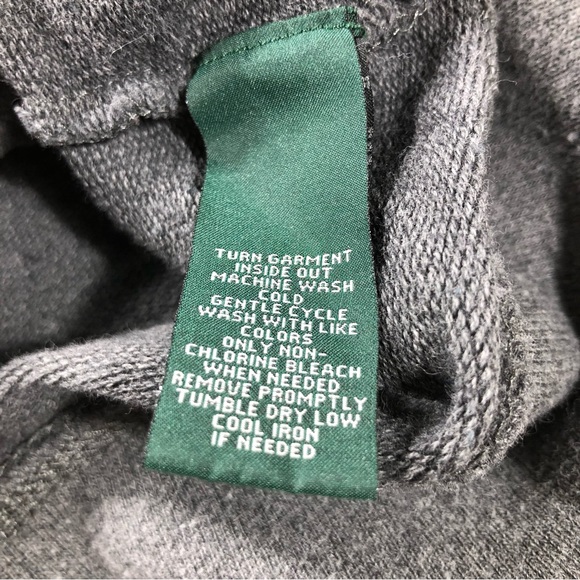 TURN GARMENT
INSIDE OUT
MACHINE WASH
COLD
GENTLE CYCLE
WASH WITH LIKE
COLORS
ONLY NON-
CHLORINE BLEACH
WHEN NEEDED
REMOVE PROMPTLY
TUMBLE DRY LOW
COOL IRON
IF NEEDED